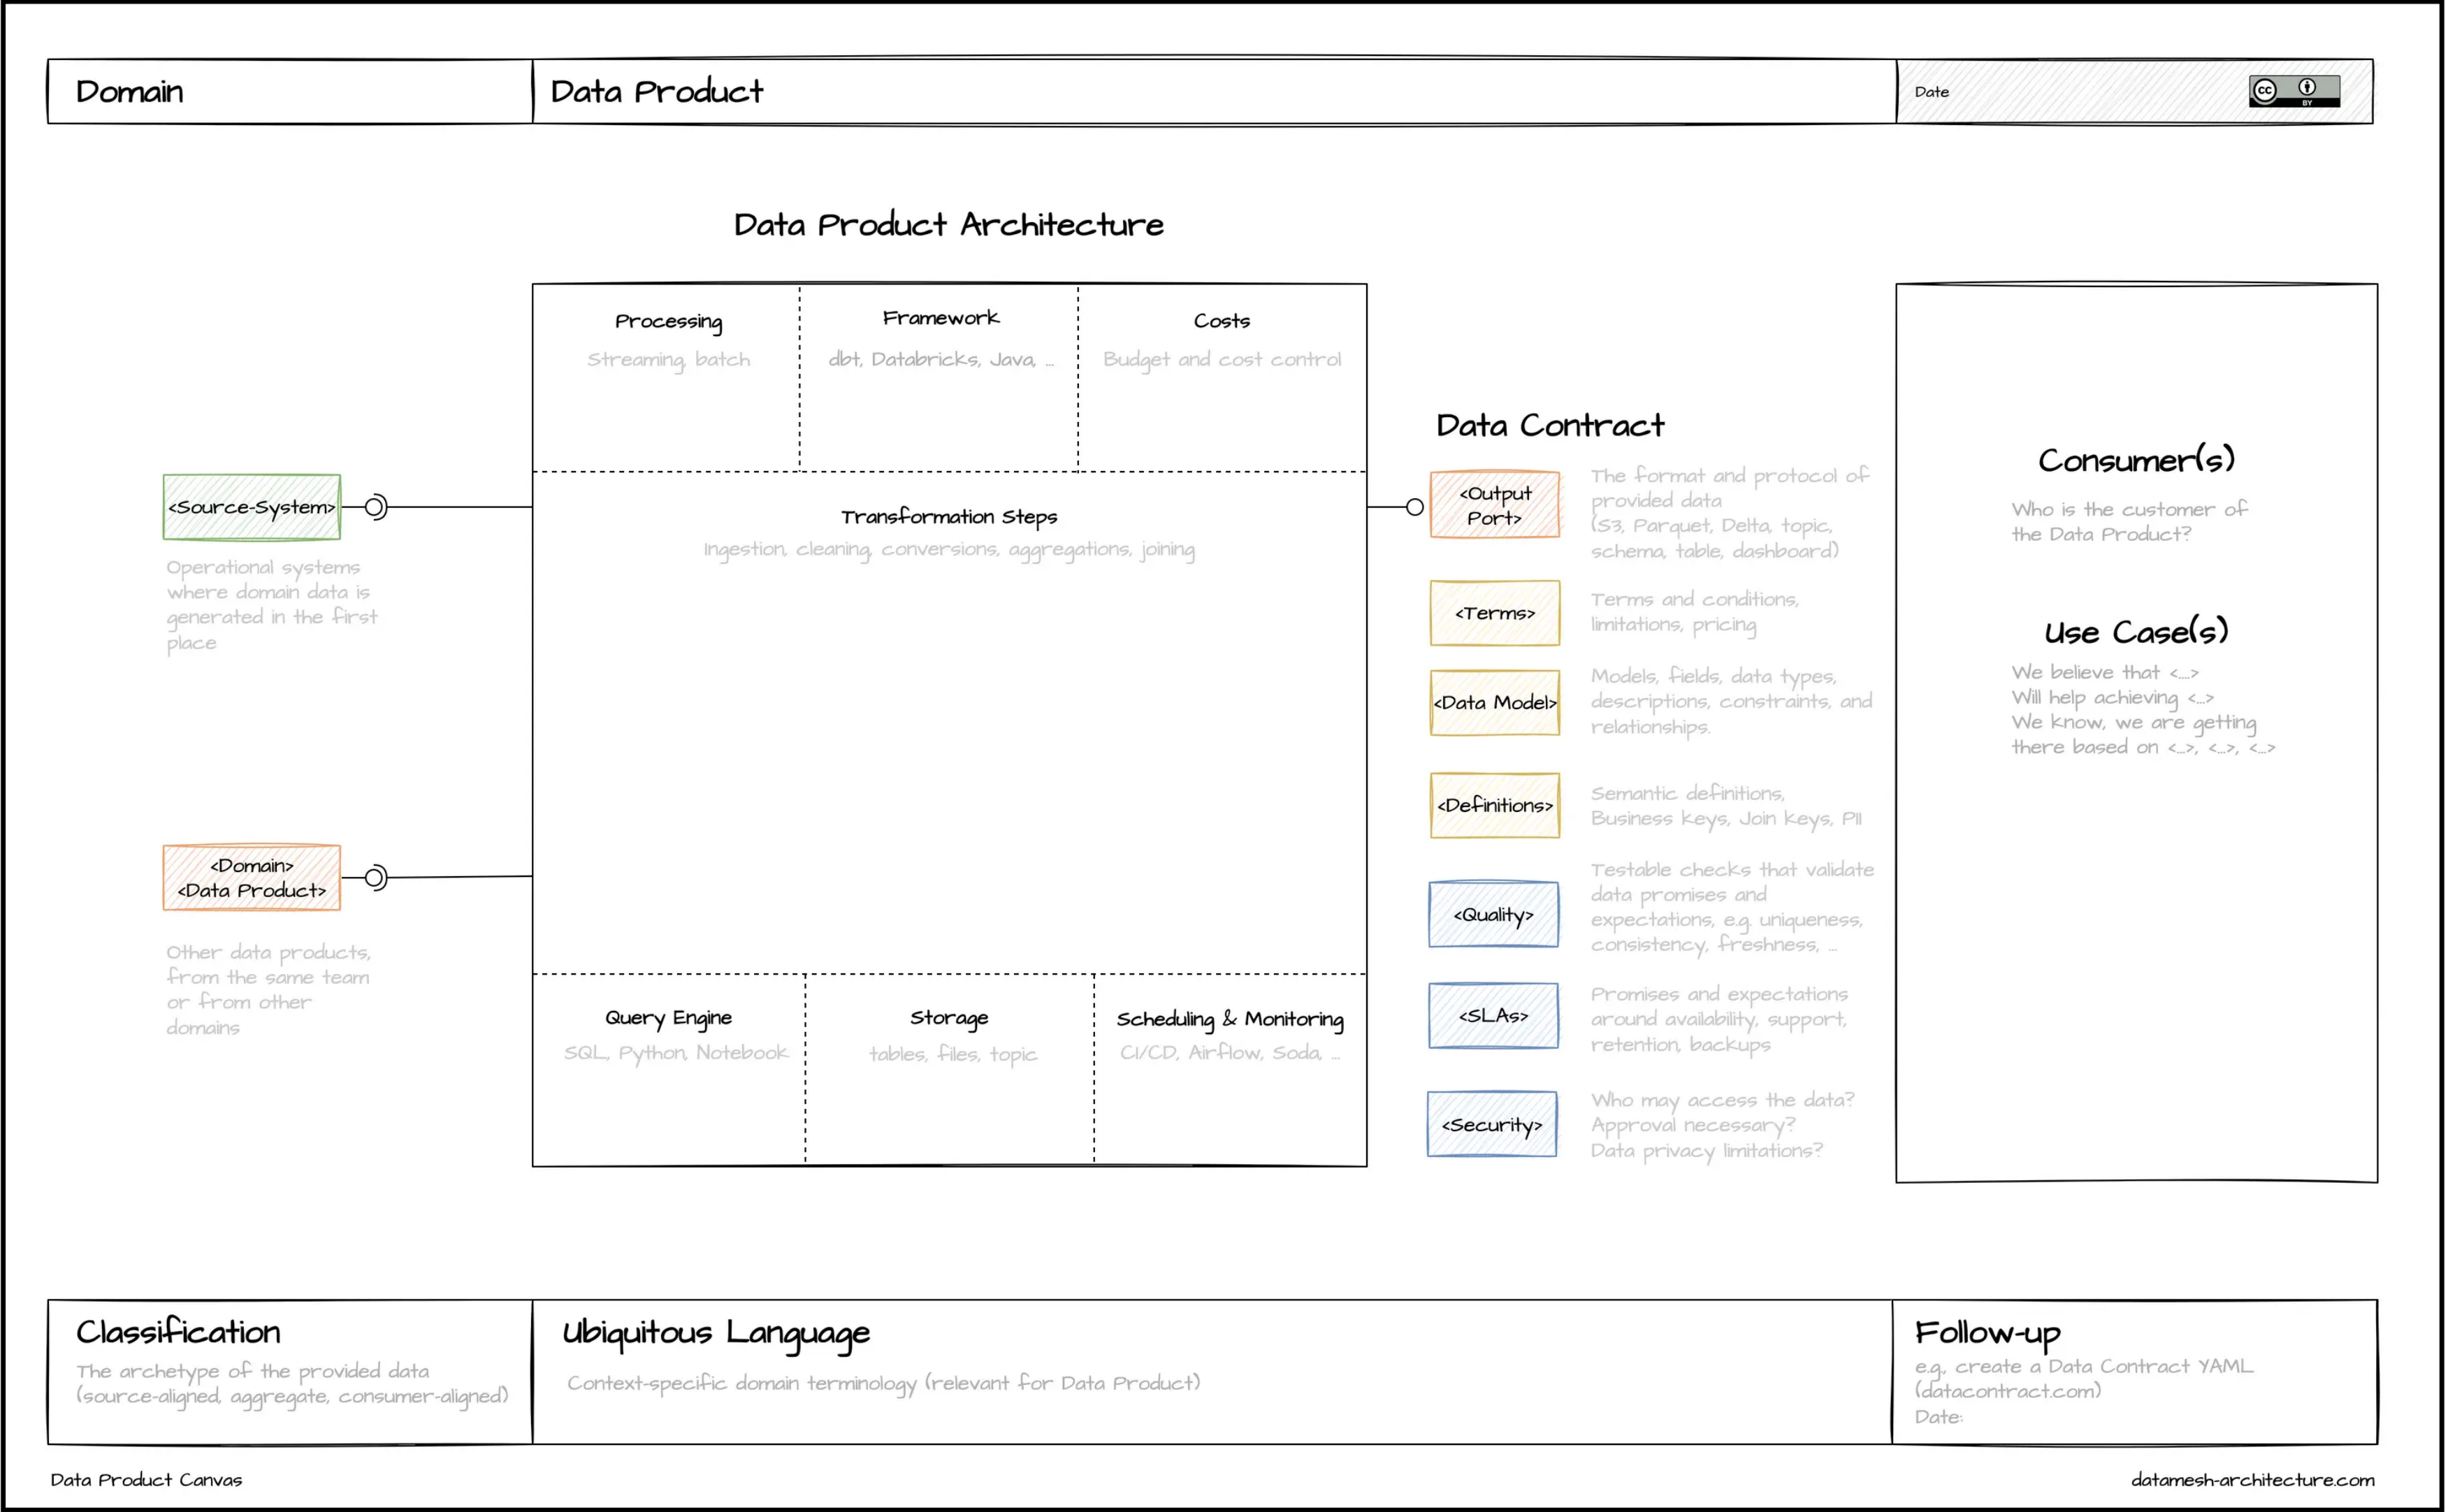 Domain
Data Product
Date
CC
BY
Data Product Architecture
Processing
Streaming, batch
Framework
dbt, Databricks, Java, ...
Costs
Budget and cost control
<Source-System>
Operational systems
where domain data is
generated in the first
place
<Domain>
<Data Product>
Other data products,
from the same team
or from other
domains
Transformation Steps
Ingestion, cleaning, conversions, aggregations, joining
Query Engine
SQL, Python, Notebook
Storage
tables, files, topic
Scheduling & Monitoring
CI/CD, Airflow, Soda, ...
Data Contract
<Output
Port>
The format and protocol of
provided data
(S3, Parquet, Delta, topic,
schema, table, dashboard)
<Terms>
Terms and conditions,
limitations, pricing
<Data Model>
Models, fields, data types,
descriptions, constraints, and
relationships.
<Definitions>
Semantic definitions,
Business keys, Join keys, PII
<Quality>
Testable checks that validate
data promises and
expectations, e.g. uniqueness,
consistency, freshness, ...
<SLAs>
Promises and expectations
around availability, support,
retention, backups
<Security>
Who may access the data?
Approval necessary?
Data privacy limitations?
Consumer(s)
Who is the customer of
the Data Product?
Use Case(s)
We believe that <...>
Will help achieving <...>
We know, we are getting
there based on <...>, <...>, <...>
Classification
The archetype of the provided data
(source-aligned, aggregate, consumer-aligned)
Ubiquitous Language
Context-specific domain terminology (relevant for Data Product)
Follow-up
e.g., create a Data Contract YAML
(datacontract.com)
Date:
Data Product Canvas
datamesh-architecture.com